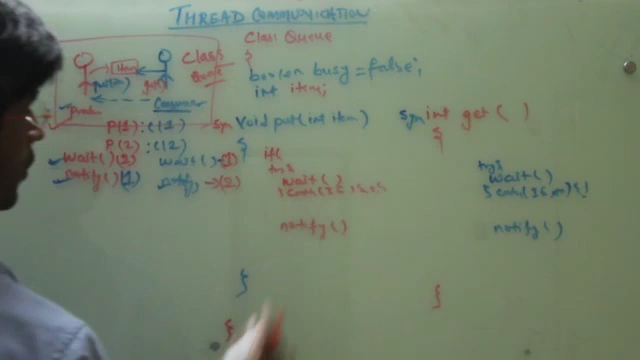 THREAD COMMUNICATION
Class Queue
{
boolean busy = false;
int item;
Item
put(m) get()
Class
Queue
Consumer
P(1) : C(1)
P(2) : C(2)
wait() (2) wait() → (1)
notify() (1) notify → (2)
Syn void put(int item)
{
if(
try{
wait()
notify()
}
}
Syn int get ( )
{
try{
wait()
notify()
}